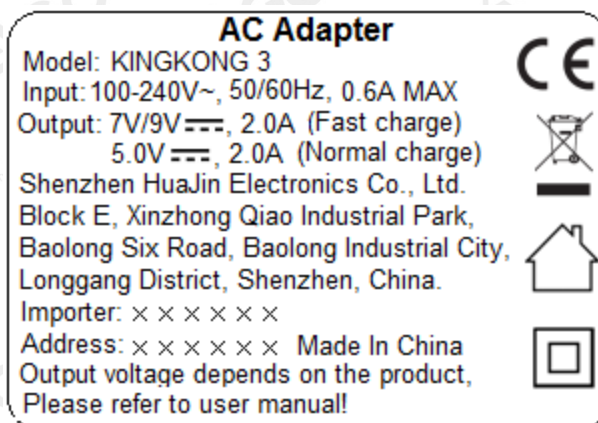 AC Adapter
Model: KINGKONG 3
Input: 100-240V~, 50/60Hz, 0.6A MAX
Output: 7V/9V⎓, 2.0A (Fast charge)
5.0V⎓, 2.0A (Normal charge)
Shenzhen HuaJin Electronics Co., Ltd.
Block E, Xinzhong Qiao Industrial Park,
Baolong Six Road, Baolong Industrial City,
Longgang District, Shenzhen, China.
Importer: × × × × × ×
Address: × × × × × × Made In China
Output voltage depends on the product,
Please refer to user manual!
CE